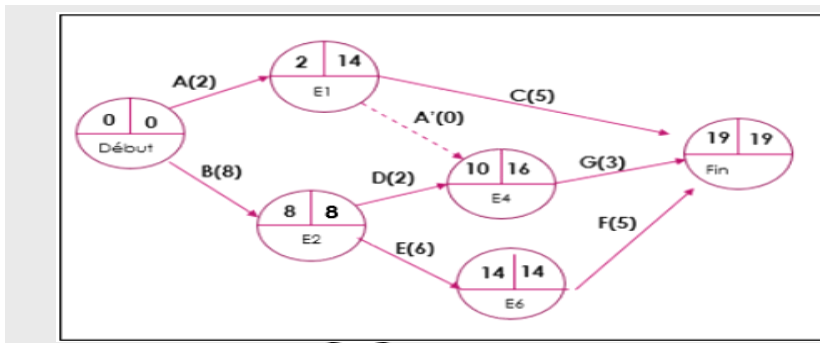 A(2)
2 14
E1
C(5)
A'(0)
0 0
Début
B(8)
19 19
Fin
D(2)
10 16
E4
G(3)
8 8
E2
E(6)
F(5)
14 14
E6